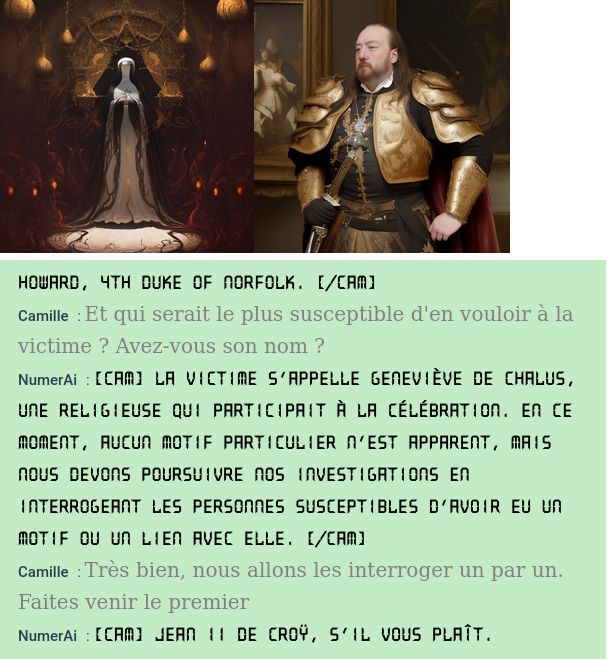 HOWARD, 4TH DUKE OF NORFOLK. [/CAM]
Camille : Et qui serait le plus susceptible d'en vouloir à la
victime ? Avez-vous son nom ?
NumerAi : [CAM] LA VICTIME S'APPELLE GENEVIÈVE DE CHALUS,
UNE RELIGIEUSE QUI PARTICIPAIT À LA CÉLÉBRATION. EN CE
MOMENT, AUCUN MOTIF PARTICULIER N'EST APPARENT, MAIS
NOUS DEVONS POURSUIVRE NOS INVESTIGATIONS EN
INTERROGEANT LES PERSONNES SUSCEPTIBLES D'AVOIR EU UN
MOTIF OU UN LIEN AVEC ELLE. [/CAM]
Camille : Très bien, nous allons les interroger un par un.
Faites venir le premier
NumerAi : [CAM] JEAN II DE CROŸ, S'IL VOUS PLAÎT.